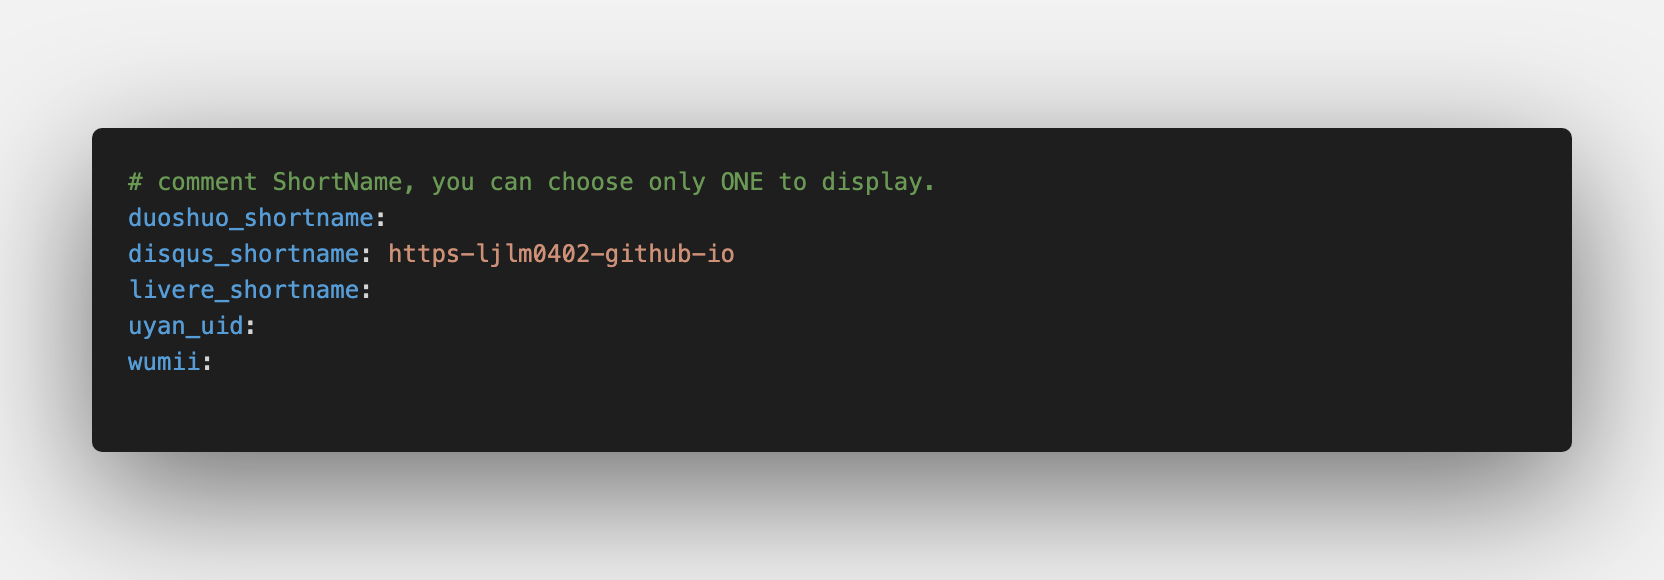 # comment ShortName, you can choose only ONE to display.
duoshuo_shortname:
disqus_shortname: https-ljlm0402-github-io
livere_shortname:
uyan_uid:
wumii: